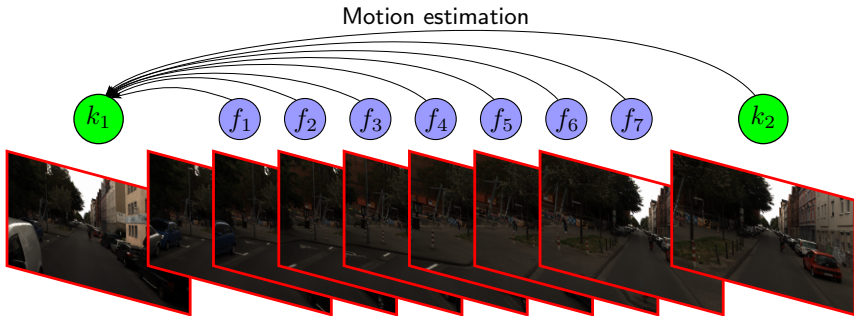 Motion estimation
k₁ f₁ f₂ f₃ f₄ f₅ f₆ f₇ k₂